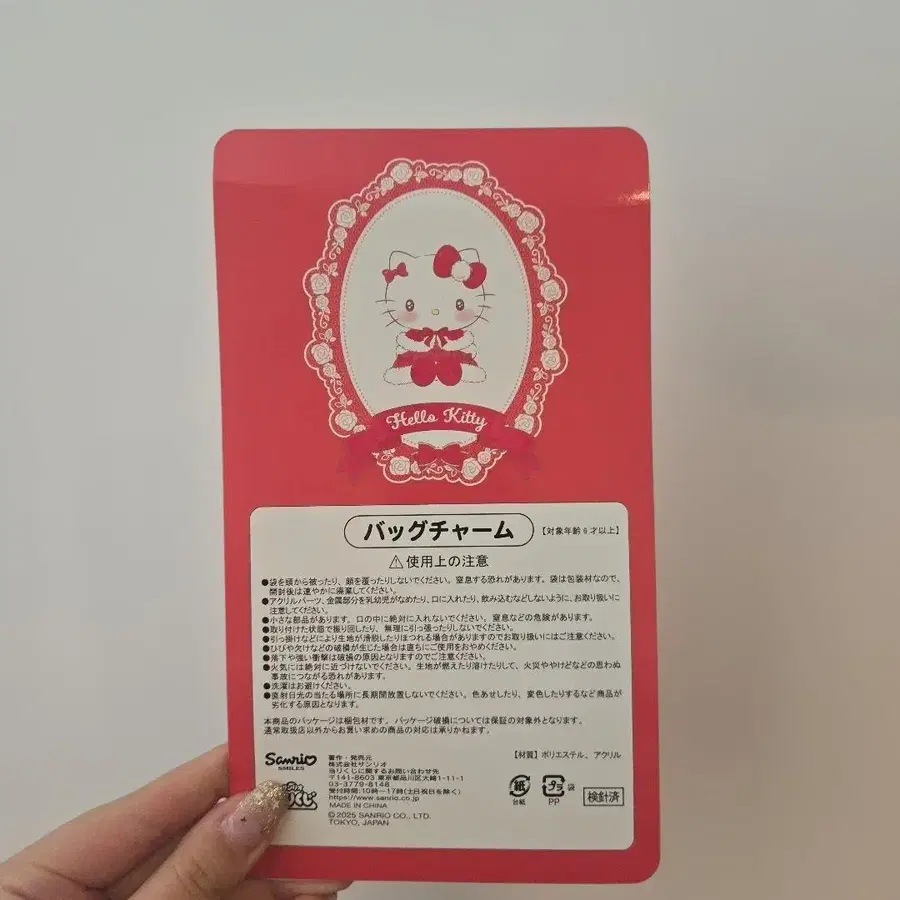 Hello Kitty
バッグチャーム 【対象年齢6才以上】
⚠使用上の注意
●袋を頭から被ったり、顔を覆ったりしないでください。窒息する恐れがあります。袋は包装材なので、
開封後は速やかに廃棄してください。
●アクリルパーツ、金属部分を乳幼児がなめたり、口に入れたり、飲み込むなどしないように、お取り扱いに
注意してください。
●小さな部品があります。口の中に絶対に入れないでください。窒息などの危険があります。
●取り付けた状態で振り回したり、無理に引っ張ったりしないでください。
●引っ掛けなどにより生地が滑脱したりほつれる場合がありますのでお取り扱いにはご注意ください。
●ひびや欠けなどの破損が生じた場合は直ちにご使用をおやめください。
●落下や強い衝撃は破損の原因となりますのでご注意ください。
●火気には絶対に近づけないでください。生地が燃えたり溶けたりして、火災ややけどなどの思わぬ
事故につながる恐れがあります。
●洗濯はお避けください。
●直射日光の当たる場所に長期間放置しないでください。色あせしたり、変色したりするなど商品が
劣化する原因となります。
本商品のパッケージは梱包材です。パッケージ破損については保証の対象外となります。
通常取扱店以外からお買い求めの商品の対応は承りかねます。
【材質】ポリエステル、アクリル
Sanrio
SMILES
著作・発売元
株式会社サンリオ
当りくじに関するお問い合わせ先
〒141-8603 東京都品川区大崎1-11-1
03-3779-8148
受付時間:10時〜17時(土日祝日を除く)
https://www.sanrio.co.jp/
MADE IN CHINA
©2025 SANRIO CO., LTD.
TOKYO, JAPAN
紙
台紙
プラ
袋
PP
検針済
くじ